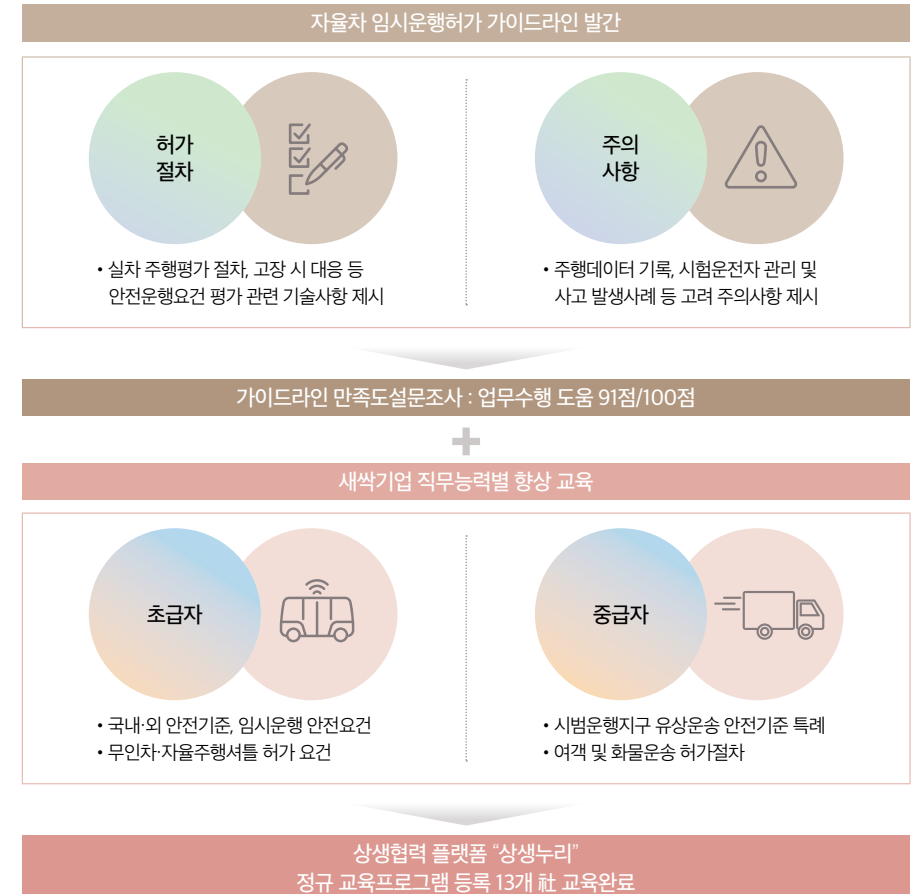 자율차 임시운행허가 가이드라인 발간
허가
절차
주의
사항
• 실차 주행평가 절차, 고장 시 대응 등
안전운행요건 평가 관련 기술사항 제시
• 주행데이터 기록, 시험운전자 관리 및
사고 발생사례 등 고려 주의사항 제시
가이드라인 만족도설문조사 : 업무수행 도움 91점/100점
새싹기업 직무능력별 향상 교육
초급자
중급자
• 국내·외 안전기준, 임시운행 안전요건
• 무인차·자율주행셔틀 허가 요건
• 시범운행지구 유상운송 안전기준 특례
• 여객 및 화물운송 허가절차
상생협력 플랫폼 “상생누리”
정규 교육프로그램 등록 13개 社 교육완료